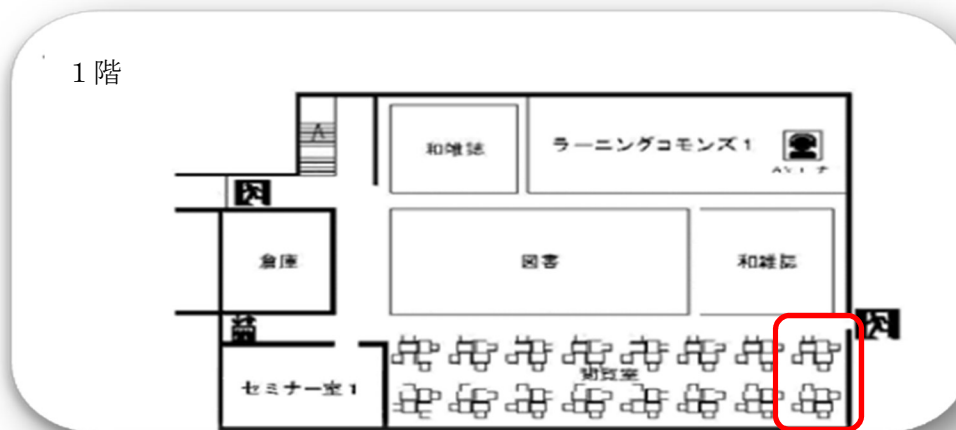 1階
和雑誌
ラーニングコモンズ1
倉庫
図書
和雑誌
閲覧室
セミナー室1